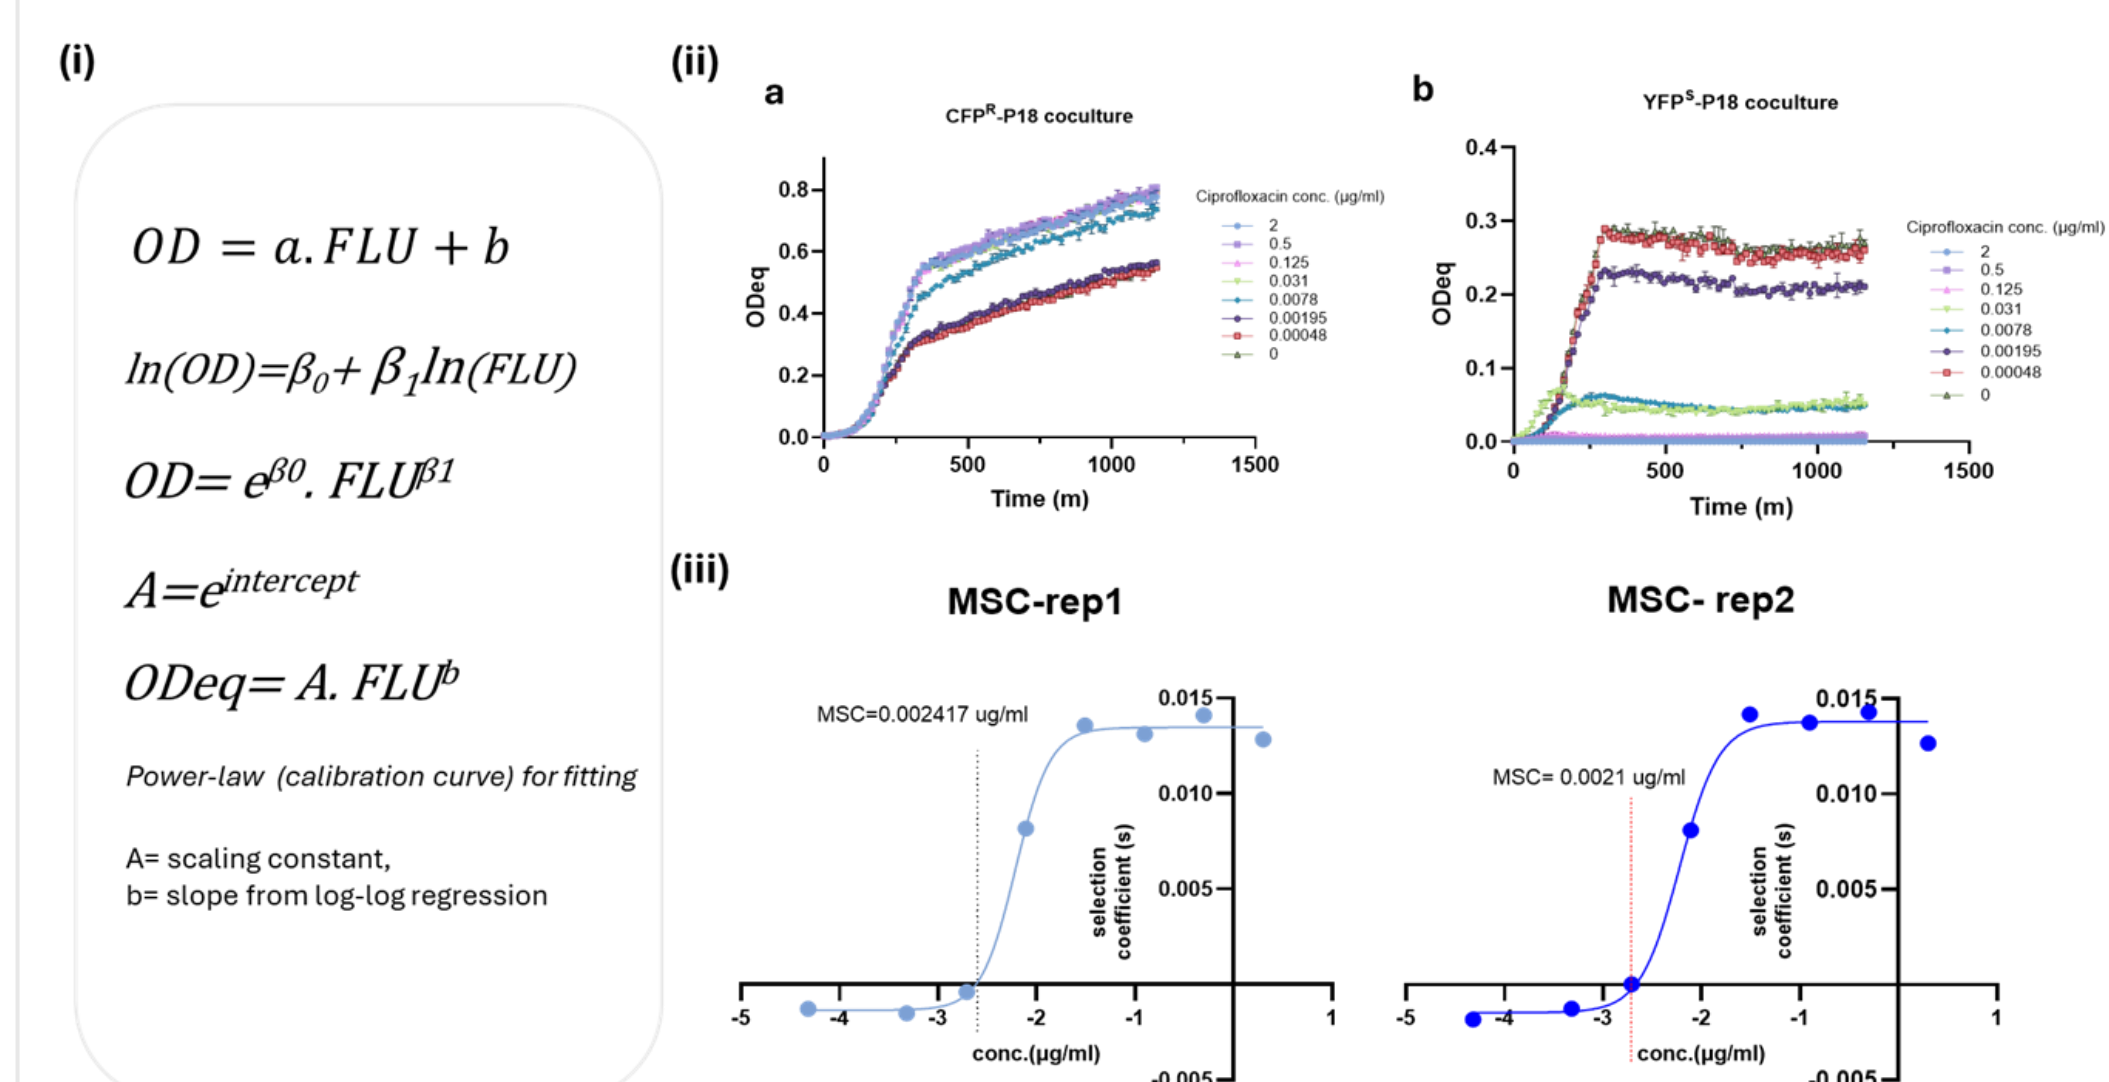 (i)
OD = a.FLU + b
ln(OD)=β₀+ β₁ln(FLU)
OD= e^β0. FLU^β1
A=e^intercept
ODeq= A. FLU^b
Power-law (calibration curve) for fitting
A= scaling constant,
b= slope from log-log regression
(ii)
a
CFP^R-P18 coculture
ODeq
0.8
0.6
0.4
0.2
0.0
0
500
1000
1500
Time (m)
Ciprofloxacin conc. (µg/ml)
2
0.5
0.125
0.031
0.0078
0.00195
0.00048
0
b
YFP^S-P18 coculture
ODeq
0.4
0.3
0.2
0.1
0.0
0
500
1000
1500
Time (m)
Ciprofloxacin conc. (µg/ml)
2
0.5
0.125
0.031
0.0078
0.00195
0.00048
0
(iii)
MSC-rep1
MSC=0.002417 ug/ml
0.015
0.010
0.005
-0.005
selection
coefficient (s)
-5
-4
-3
-2
-1
1
conc.(µg/ml)
MSC- rep2
MSC= 0.0021 ug/ml
0.015
0.010
0.005
-0.005
selection
coefficient (s)
-5
-4
-3
-2
-1
1
conc.(µg/ml)